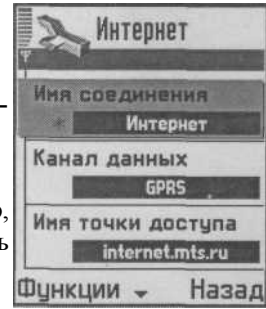 Интернет
Имя соединения
* Интернет
Канал данных
GPRS
Имя точки доступа
internet.mts.ru
Функции Назад